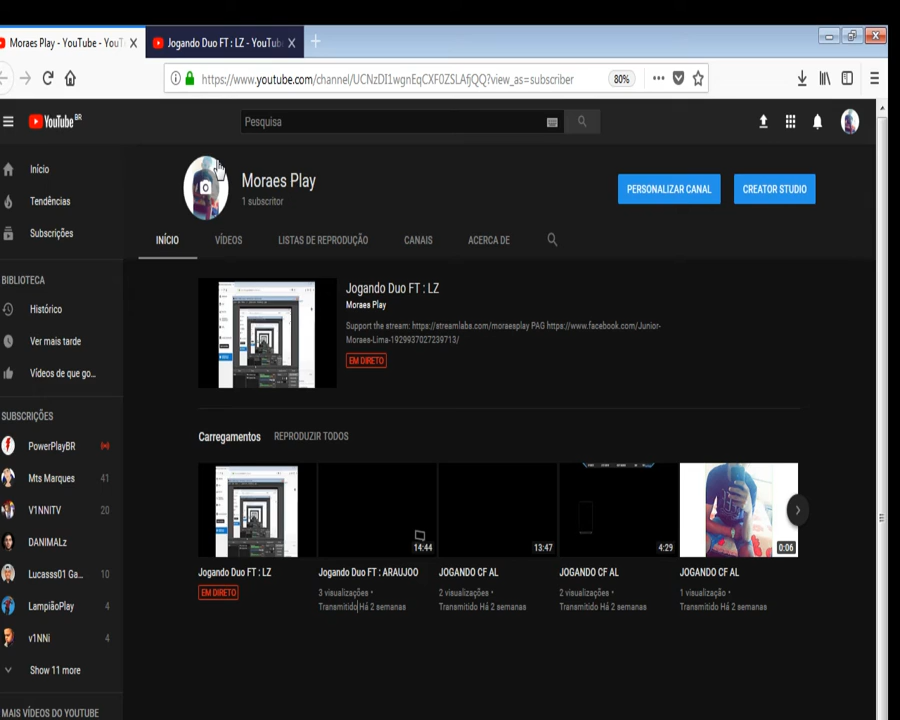 Moraes Play - YouTube - YouT
Jogando Duo FT : LZ - YouTub
https://www.youtube.com/channel/UCNzDI1wgnEqCXF0ZSLAfjQQ?view_as=subscriber
80%
YouTube BR
Pesquisa
Início
Tendências
Subscrições
BIBLIOTECA
Histórico
Ver mais tarde
Vídeos de que go...
SUBSCRIÇÕES
PowerPlayBR
Mts Marques 41
V1NNITV 20
DANIMALz
Lucasss01 Ga... 10
LampiãoPlay 4
v1NNi 4
Show 11 more
MAIS VÍDEOS DO YOUTUBE
Moraes Play
1 subscritor
PERSONALIZAR CANAL
CREATOR STUDIO
INÍCIO VÍDEOS LISTAS DE REPRODUÇÃO CANAIS ACERCA DE
Jogando Duo FT : LZ
Moraes Play
Support the stream: https://streamlabs.com/moraesplay PAG https://www.facebook.com/Junior-
Moraes-Lima-1929937027239713/
EM DIRETO
Carregamentos REPRODUZIR TODOS
14:44
13:47
4:29
0:06
Jogando Duo FT : LZ
EM DIRETO
Jogando Duo FT : ARAUJOO
3 visualizações •
Transmitido Há 2 semanas
JOGANDO CF AL
2 visualizações •
Transmitido Há 2 semanas
JOGANDO CF AL
2 visualizações •
Transmitido Há 2 semanas
JOGANDO CF AL
1 visualização •
Transmitido Há 2 semanas